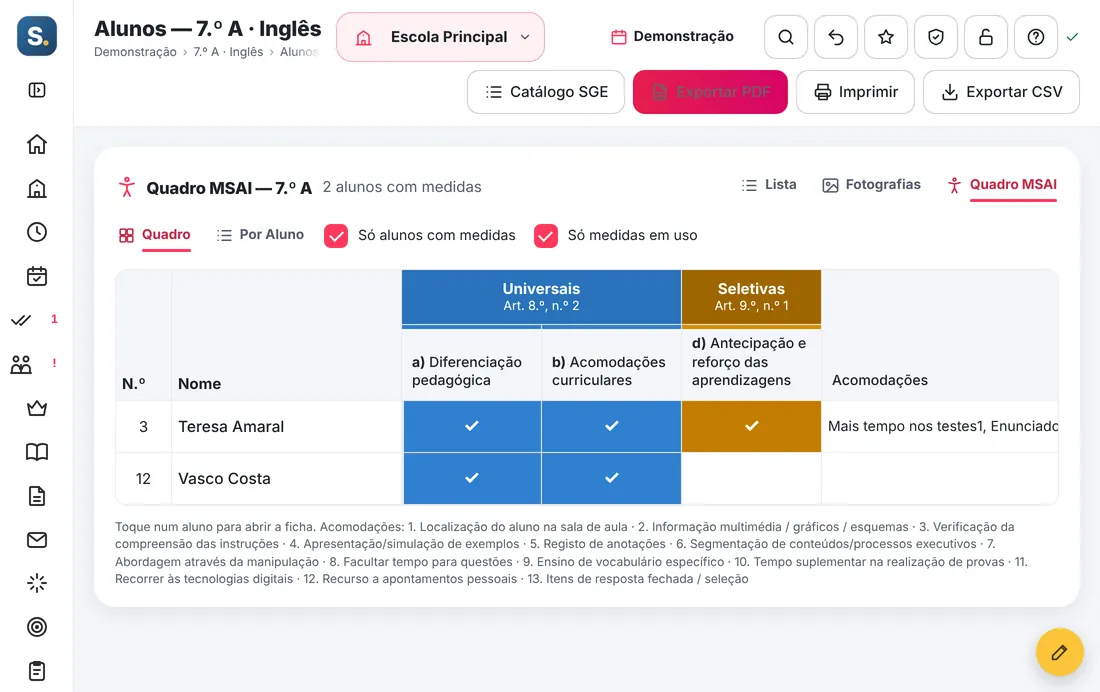 S.
Alunos — 7.º A · Inglês
Demonstração › 7.º A · Inglês › Alunos
Escola Principal
Demonstração
Catálogo SGE
Exportar PDF
Imprimir
Exportar CSV
1
!
Quadro MSAI — 7.º A 2 alunos com medidas
Lista
Fotografias
Quadro MSAI
Quadro
Por Aluno
Só alunos com medidas
Só medidas em uso
Universais
Art. 8.º, n.º 2
Seletivas
Art. 9.º, n.º 1
N.º
Nome
a) Diferenciação
pedagógica
b) Acomodações
curriculares
d) Antecipação e
reforço das
aprendizagens
Acomodações
3 Teresa Amaral Mais tempo nos testes1, Enunciado
12 Vasco Costa
Toque num aluno para abrir a ficha. Acomodações: 1. Localização do aluno na sala de aula · 2. Informação multimédia / gráficos / esquemas · 3. Verificação da
compreensão das instruções · 4. Apresentação/simulação de exemplos · 5. Registo de anotações · 6. Segmentação de conteúdos/processos executivos · 7.
Abordagem através da manipulação · 8. Facultar tempo para questões · 9. Ensino de vocabulário específico · 10. Tempo suplementar na realização de provas · 11.
Recorrer às tecnologias digitais · 12. Recurso a apontamentos pessoais · 13. Itens de resposta fechada / seleção